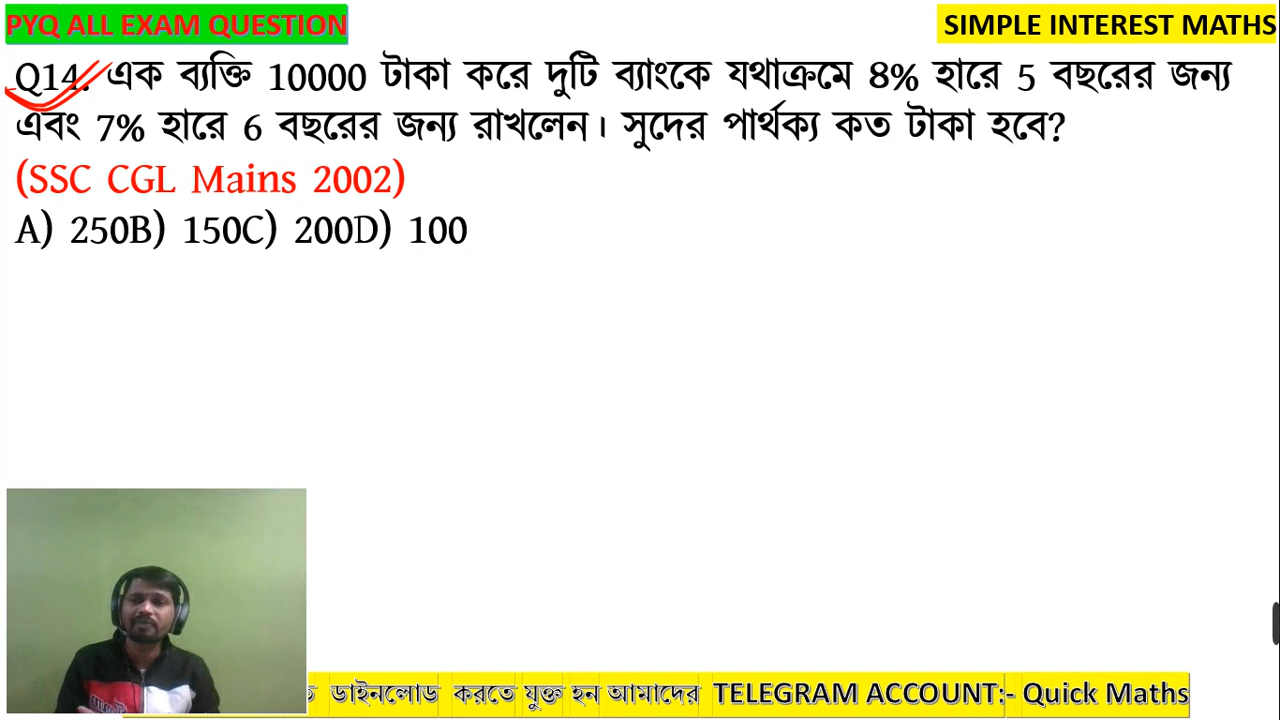 PYQ ALL EXAM QUESTION
SIMPLE INTEREST MATHS
Q14. এক ব্যক্তি 10000 টাকা করে দুটি ব্যাংকে যথাক্রমে ৪% হারে 5 বছরের জন্য
এবং 7% হারে 6 বছরের জন্য রাখলেন। সুদের পার্থক্য কত টাকা হবে?
(SSC CGL Mains 2002)
A) 250B) 150C) 200D) 100
ডাইনলোড করতে যুক্ত হন আমাদের TELEGRAM ACCOUNT:- Quick Maths